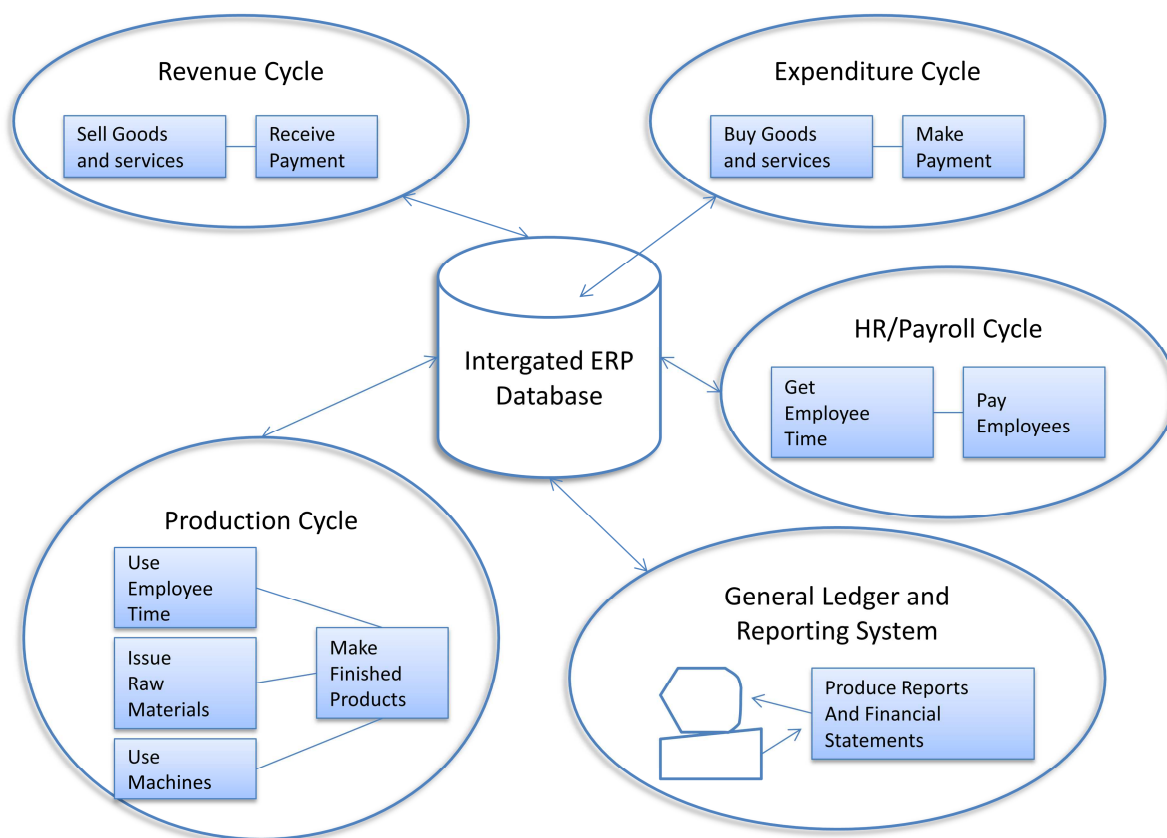 Revenue Cycle
Sell Goods
and services
Receive
Payment
Expenditure Cycle
Buy Goods
and services
Make
Payment
Intergated ERP
Database
HR/Payroll Cycle
Get
Employee
Time
Pay
Employees
Production Cycle
Use
Employee
Time
Issue
Raw
Materials
Use
Machines
Make
Finished
Products
General Ledger and
Reporting System
Produce Reports
And Financial
Statements